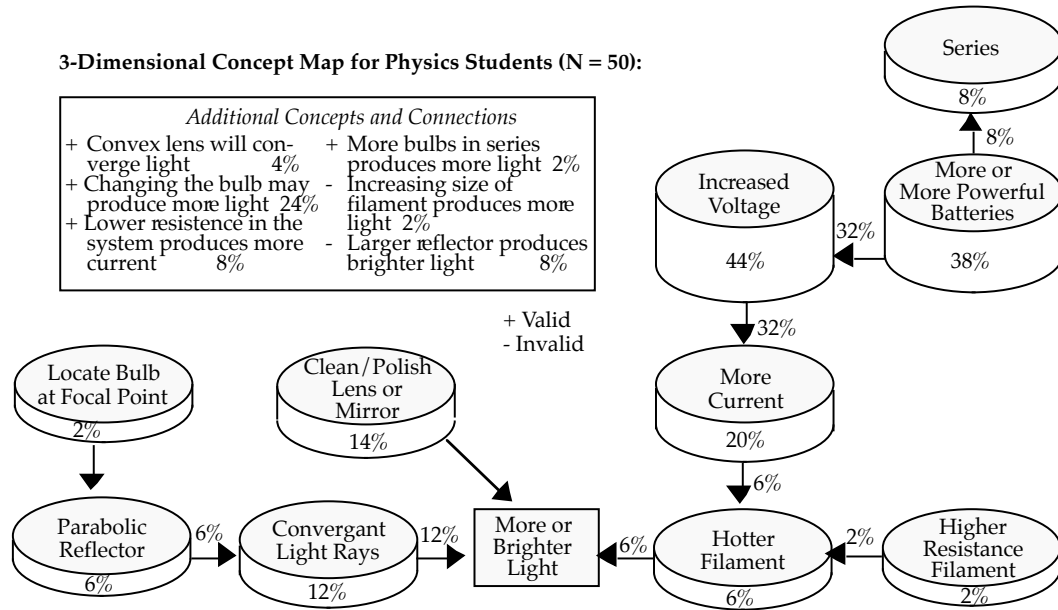 3-Dimensional Concept Map for Physics Students (N = 50):
Additional Concepts and Connections
+ Convex lens will con-
verge light 4%
+ Changing the bulb may
produce more light 24%
+ Lower resistence in the
system produces more
current 8%
+ More bulbs in series
produces more light 2%
- Increasing size of
filament produces more
light 2%
- Larger reflector produces
brighter light 8%
+ Valid
- Invalid
Series
8%
8%
More or
More Powerful
Batteries
38%
32%
Increased
Voltage
44%
32%
More
Current
20%
6%
Locate Bulb
at Focal Point
2%
Clean/Polish
Lens or
Mirror
14%
Parabolic
Reflector
6%
6%
Convergant
Light Rays
12%
12%
More or
Brighter
Light
6%
Hotter
Filament
6%
2%
Higher
Resistance
Filament
2%